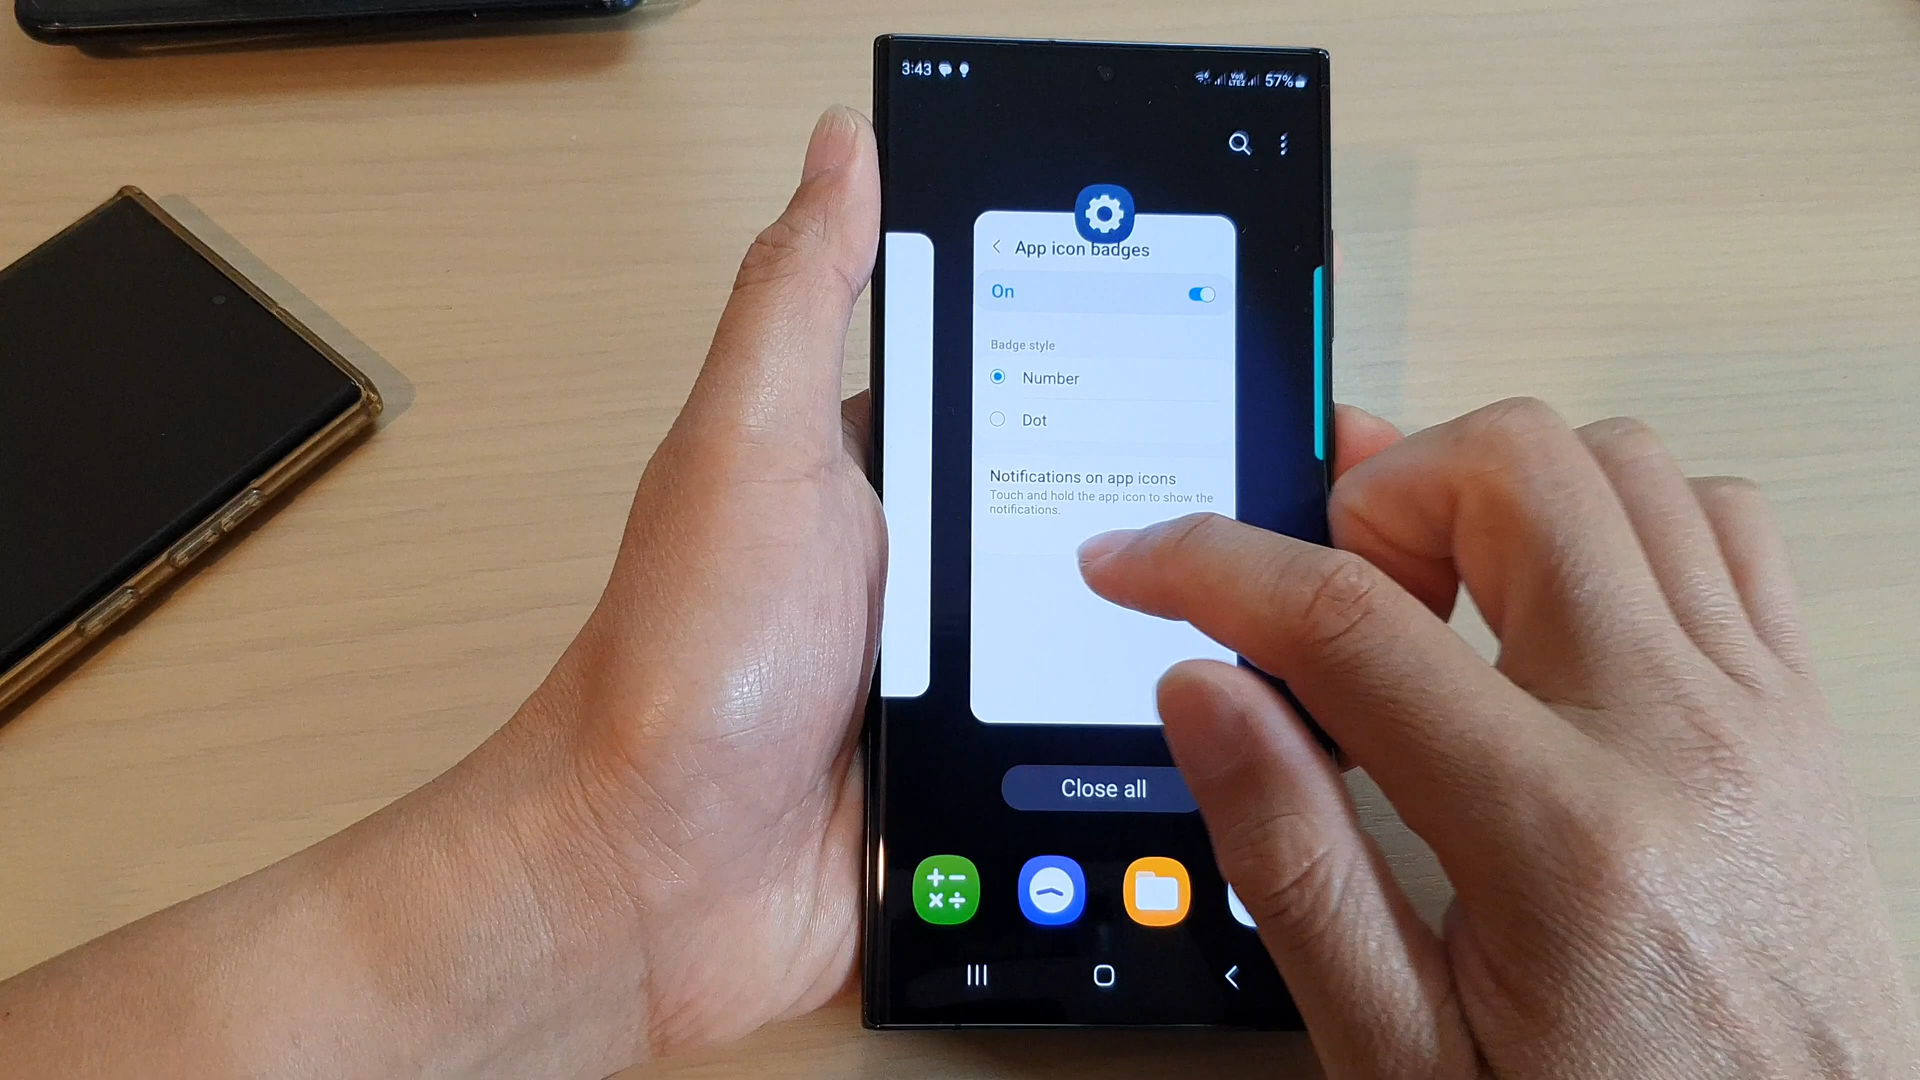 3:43
57%
App icon badges
On
Badge style
Number
Dot
Notifications on app icons
Touch and hold the app icon to show the
notifications.
Close all